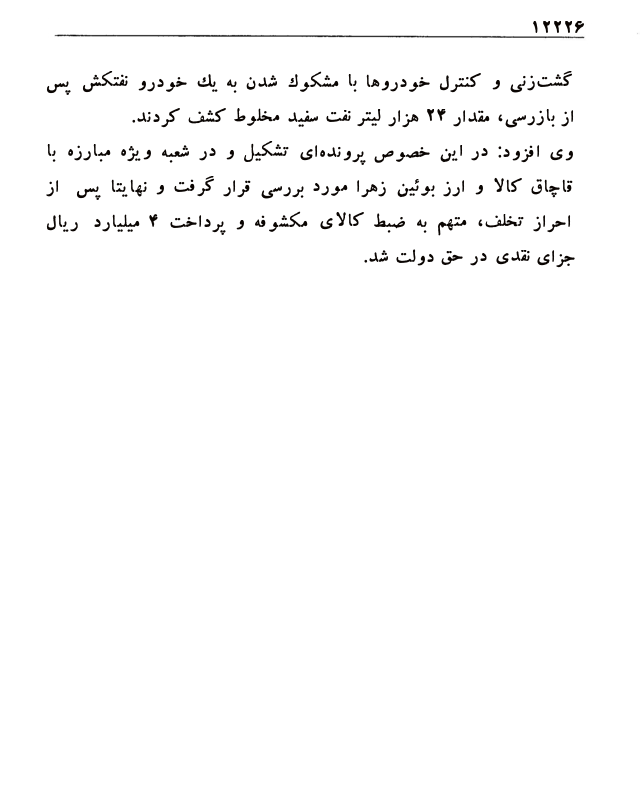 ۱۲۲۲۶
گشت‌زنی و کنترل خودروها با مشکوك شدن به يك خودرو نفتکش پس
از بازرسی، مقدار ۲۴ هزار لیتر نفت سفید مخلوط کشف کردند.
وی افزود: در این خصوص پرونده‌ای تشکیل و در شعبه ویژه مبارزه با
قاچاق کالا و ارز بوئین زهرا مورد بررسی قرار گرفت و نهایتا پس از
احراز تخلف، متهم به ضبط کالای مکشوفه و پرداخت ۴ میلیارد ریال
جزای نقدی در حق دولت شد.